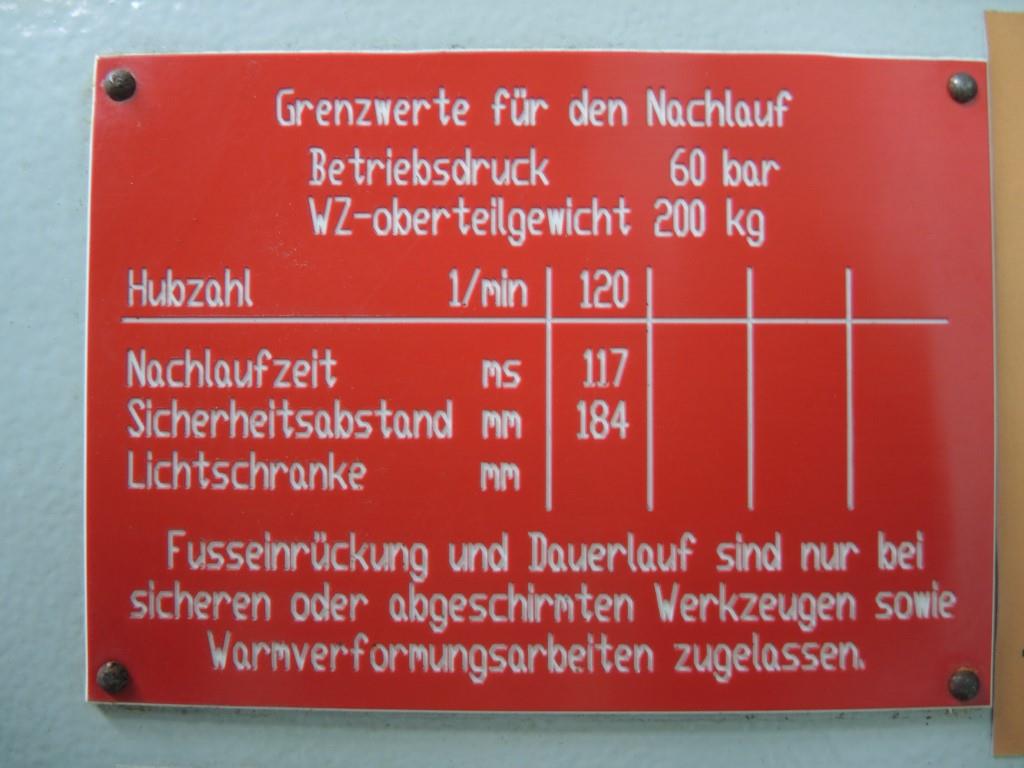 Grenzwerte für den Nachlauf
Betriebsdruck 60 bar
WZ-oberteilgewicht 200 kg
Hubzahl 1/min 120
Nachlaufzeit ms 117
Sicherheitsabstand mm 184
Lichtschranke mm
Fusseinrückung und Dauerlauf sind nur bei
sicheren oder abgeschirmten Werkzeugen sowie
Warmverformungsarbeiten zugelassen.